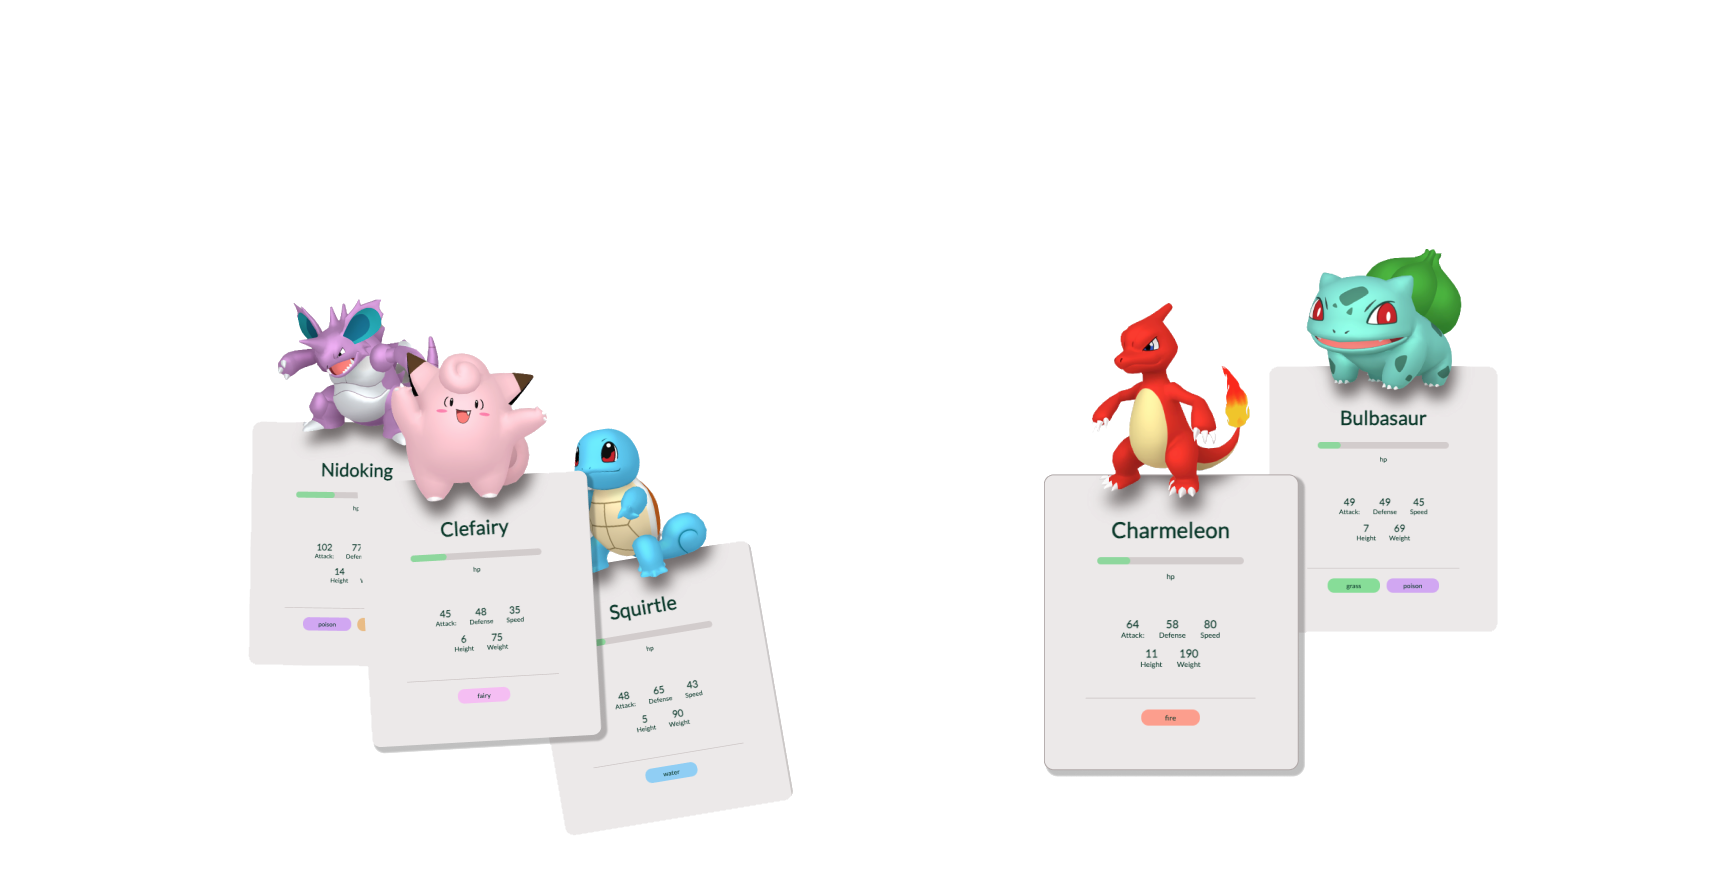 Nidoking
102 77
Attack:
14
Height
poison
Clefairy
hp
45 48 35
Attack: Defense Speed
6 75
Height Weight
fairy
Squirtle
hp
48 65 43
Attack: Defense Speed
5 90
Height Weight
water
Charmeleon
hp
64 58 80
Attack: Defense Speed
11 190
Height Weight
fire
Bulbasaur
hp
49 49 45
Attack: Defense Speed
7 69
Height Weight
grass poison